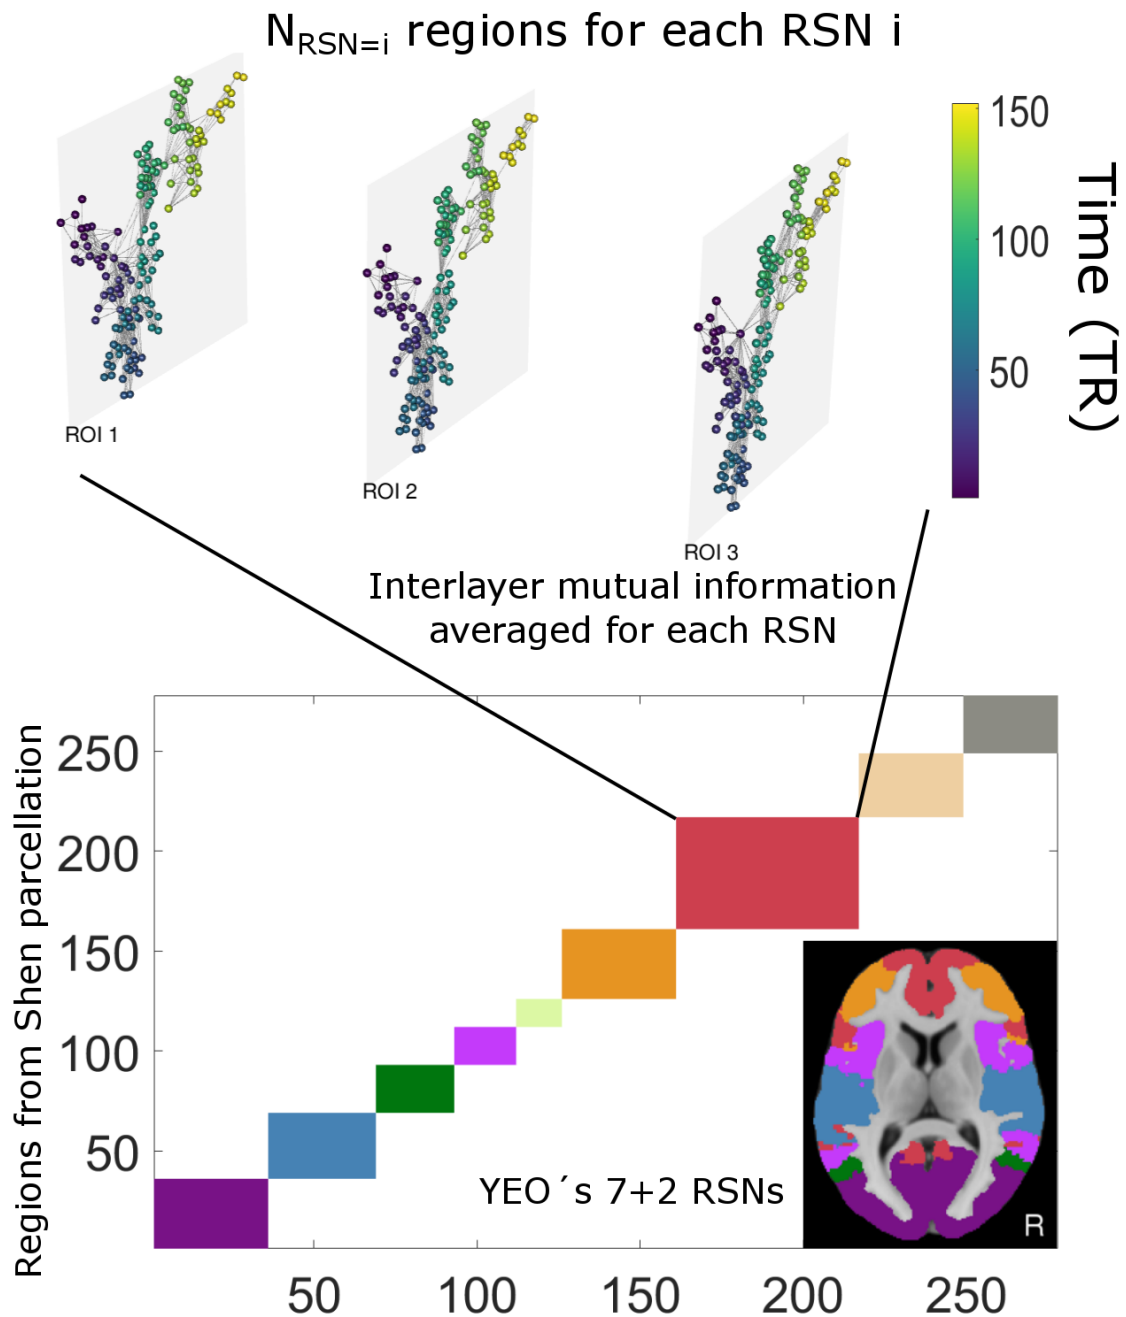 N_RSN=i regions for each RSN i
150
100
50
Time (TR)
ROI 1
ROI 2
ROI 3
Interlayer mutual information
averaged for each RSN
Regions from Shen parcellation
250
200
150
100
50
YEO´s 7+2 RSNs
R
50
100
150
200
250